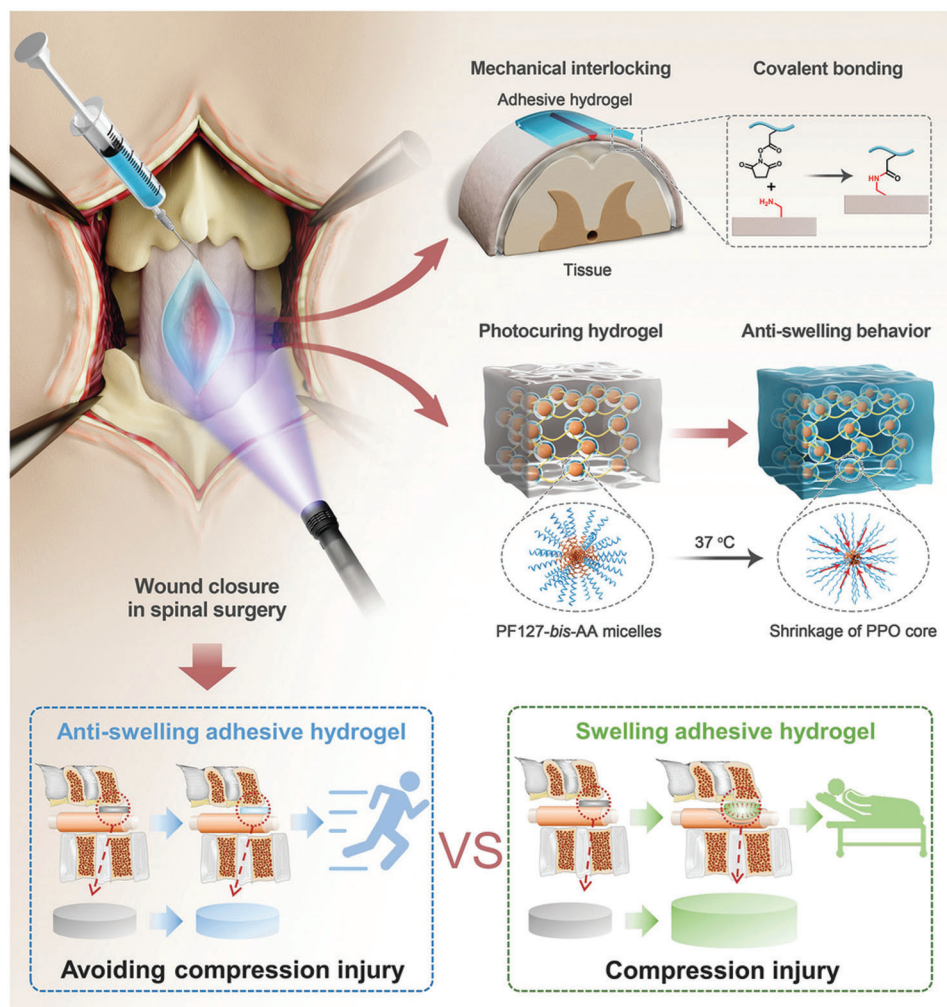 Mechanical interlocking
Covalent bonding
Adhesive hydrogel
O
O
O
N
O
O
+
H₂N
HN
O
Tissue
Photocuring hydrogel
Anti-swelling behavior
37 °C
PF127-bis-AA micelles
Shrinkage of PPO core
Wound closure
in spinal surgery
Anti-swelling adhesive hydrogel
Swelling adhesive hydrogel
VS
Avoiding compression injury
Compression injury